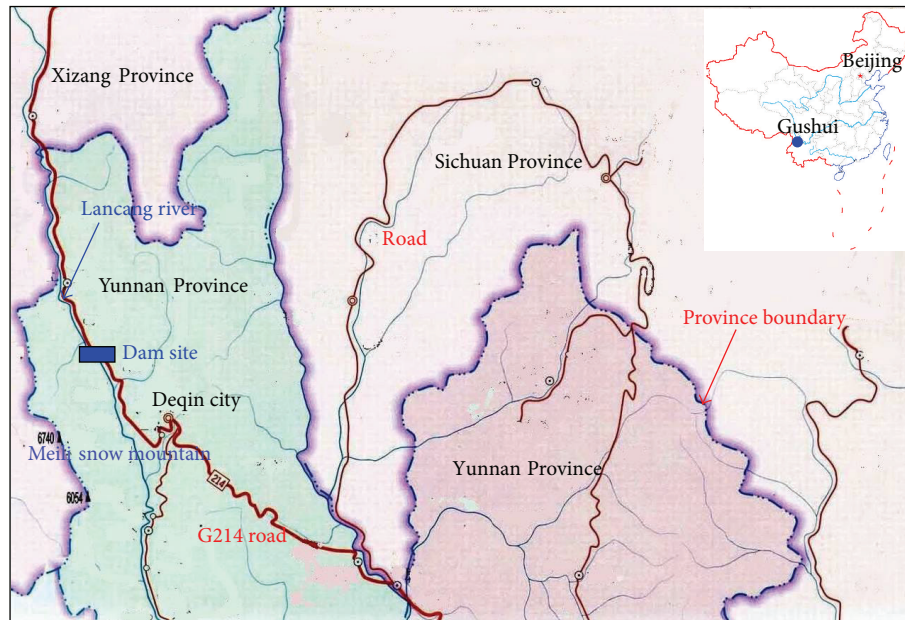 Xizang Province
Beijing
Gushui
Sichuan Province
Lancang river
Road
Yunnan Province
Province boundary
Dam site
Deqin city
6740
Meili snow mountain
Yunnan Province
214
6054
G214 road